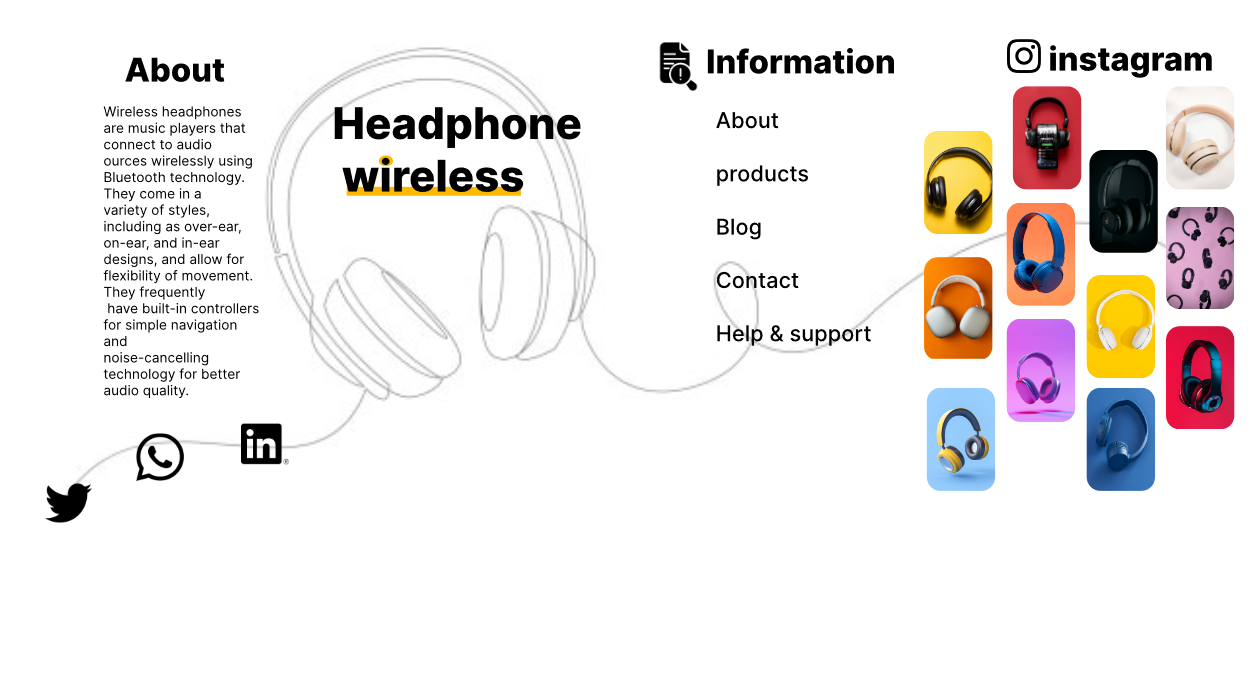 About
Wireless headphones
are music players that
connect to audio
ources wirelessly using
Bluetooth technology.
They come in a
variety of styles,
including as over-ear,
on-ear, and in-ear
designs, and allow for
flexibility of movement.
They frequently
have built-in controllers
for simple navigation
and
noise-cancelling
technology for better
audio quality.
in®
Headphone
wireless
Information
About
products
Blog
Contact
Help & support
instagram